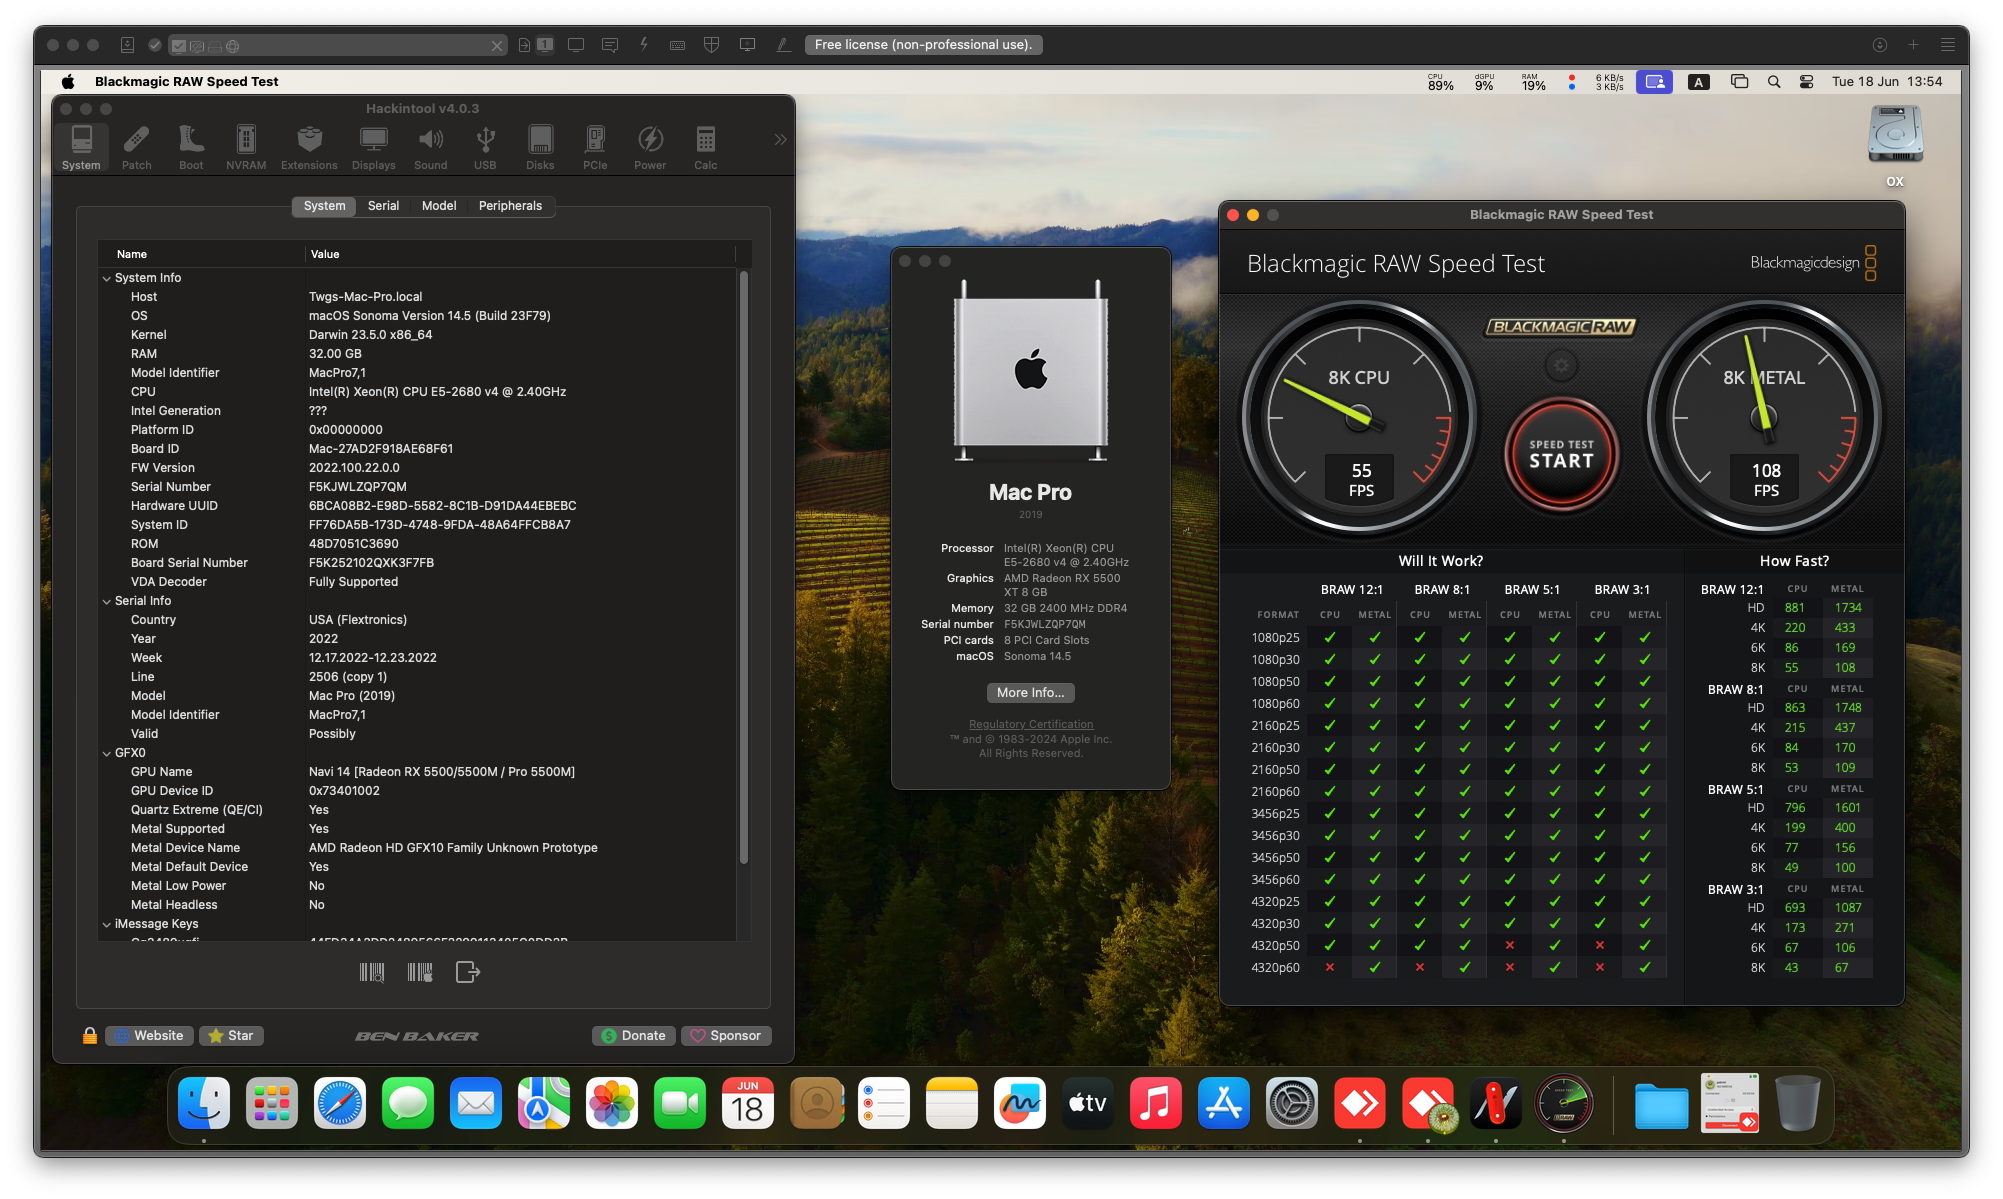 1
Free license (non-professional use).
Blackmagic RAW Speed Test
CPU 89%
dGPU 9%
RAM 19%
6 KB/s
3 KB/s
A
Tue 18 Jun 13:54
OX
Hackintool v4.0.3
System Patch Boot NVRAM Extensions Displays Sound USB Disks PCIe Power Calc
System Serial Model Peripherals
Name Value
System Info
Host Twgs-Mac-Pro.local
OS macOS Sonoma Version 14.5 (Build 23F79)
Kernel Darwin 23.5.0 x86_64
RAM 32.00 GB
Model Identifier MacPro7,1
CPU Intel(R) Xeon(R) CPU E5-2680 v4 @ 2.40GHz
Intel Generation ???
Platform ID 0x00000000
Board ID Mac-27AD2F918AE68F61
FW Version 2022.100.22.0.0
Serial Number F5KJWLZQP7QM
Hardware UUID 6BCA08B2-E98D-5582-8C1B-D91DA44EBEBC
System ID FF76DA5B-173D-4748-9FDA-48A64FFCB8A7
ROM 48D7051C3690
Board Serial Number F5K252102QXK3F7FB
VDA Decoder Fully Supported
Serial Info
Country USA (Flextronics)
Year 2022
Week 12.17.2022-12.23.2022
Line 2506 (copy 1)
Model Mac Pro (2019)
Model Identifier MacPro7,1
Valid Possibly
GFX0
GPU Name Navi 14 [Radeon RX 5500/5500M / Pro 5500M]
GPU Device ID 0x73401002
Quartz Extreme (QE/CI) Yes
Metal Supported Yes
Metal Device Name AMD Radeon HD GFX10 Family Unknown Prototype
Metal Default Device Yes
Metal Low Power No
Metal Headless No
iMessage Keys
Website Star BEN BAKER Donate Sponsor
Mac Pro
2019
Processor Intel(R) Xeon(R) CPU
E5-2680 v4 @ 2.40GHz
Graphics AMD Radeon RX 5500
XT 8 GB
Memory 32 GB 2400 MHz DDR4
Serial number F5KJWLZQP7QM
PCI cards 8 PCI Card Slots
macOS Sonoma 14.5
More Info...
Regulatory Certification
™ and © 1983-2024 Apple Inc.
All Rights Reserved.
Blackmagic RAW Speed Test
Blackmagic RAW Speed Test
Blackmagicdesign
BLACKMAGIC RAW
8K CPU
55
FPS
SPEED TEST
START
8K METAL
108
FPS
Will It Work?
BRAW 12:1 BRAW 8:1 BRAW 5:1 BRAW 3:1
FORMAT CPU METAL CPU METAL CPU METAL CPU METAL
1080p25 ✓ ✓ ✓ ✓ ✓ ✓ ✓ ✓
1080p30 ✓ ✓ ✓ ✓ ✓ ✓ ✓ ✓
1080p50 ✓ ✓ ✓ ✓ ✓ ✓ ✓ ✓
1080p60 ✓ ✓ ✓ ✓ ✓ ✓ ✓ ✓
2160p25 ✓ ✓ ✓ ✓ ✓ ✓ ✓ ✓
2160p30 ✓ ✓ ✓ ✓ ✓ ✓ ✓ ✓
2160p50 ✓ ✓ ✓ ✓ ✓ ✓ ✓ ✓
2160p60 ✓ ✓ ✓ ✓ ✓ ✓ ✓ ✓
3456p25 ✓ ✓ ✓ ✓ ✓ ✓ ✓ ✓
3456p30 ✓ ✓ ✓ ✓ ✓ ✓ ✓ ✓
3456p50 ✓ ✓ ✓ ✓ ✓ ✓ ✓ ✓
3456p60 ✓ ✓ ✓ ✓ ✓ ✓ ✓ ✓
4320p25 ✓ ✓ ✓ ✓ ✓ ✓ ✓ ✓
4320p30 ✓ ✓ ✓ ✓ ✓ ✓ ✓ ✓
4320p50 ✓ ✓ ✓ ✓ × ✓ × ✓
4320p60 × ✓ × ✓ × ✓ × ✓
How Fast?
BRAW 12:1 CPU METAL
HD 881 1734
4K 220 433
6K 86 169
8K 55 108
BRAW 8:1 CPU METAL
HD 863 1748
4K 215 437
6K 84 170
8K 53 109
BRAW 5:1 CPU METAL
HD 796 1601
4K 199 400
6K 77 156
8K 49 100
BRAW 3:1 CPU METAL
HD 693 1087
4K 173 271
6K 67 106
8K 43 67
JUN
18
tv